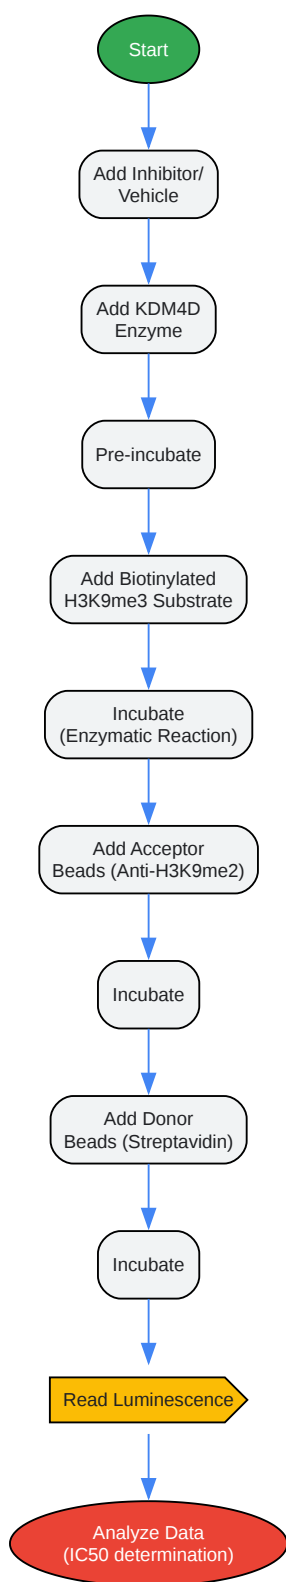 Start
Add Inhibitor/
Vehicle
Add KDM4D
Enzyme
Pre-incubate
Add Biotinylated
H3K9me3 Substrate
Incubate
(Enzymatic Reaction)
Add Acceptor
Beads (Anti-H3K9me2)
Incubate
Add Donor
Beads (Streptavidin)
Incubate
Read Luminescence
Analyze Data
(IC50 determination)